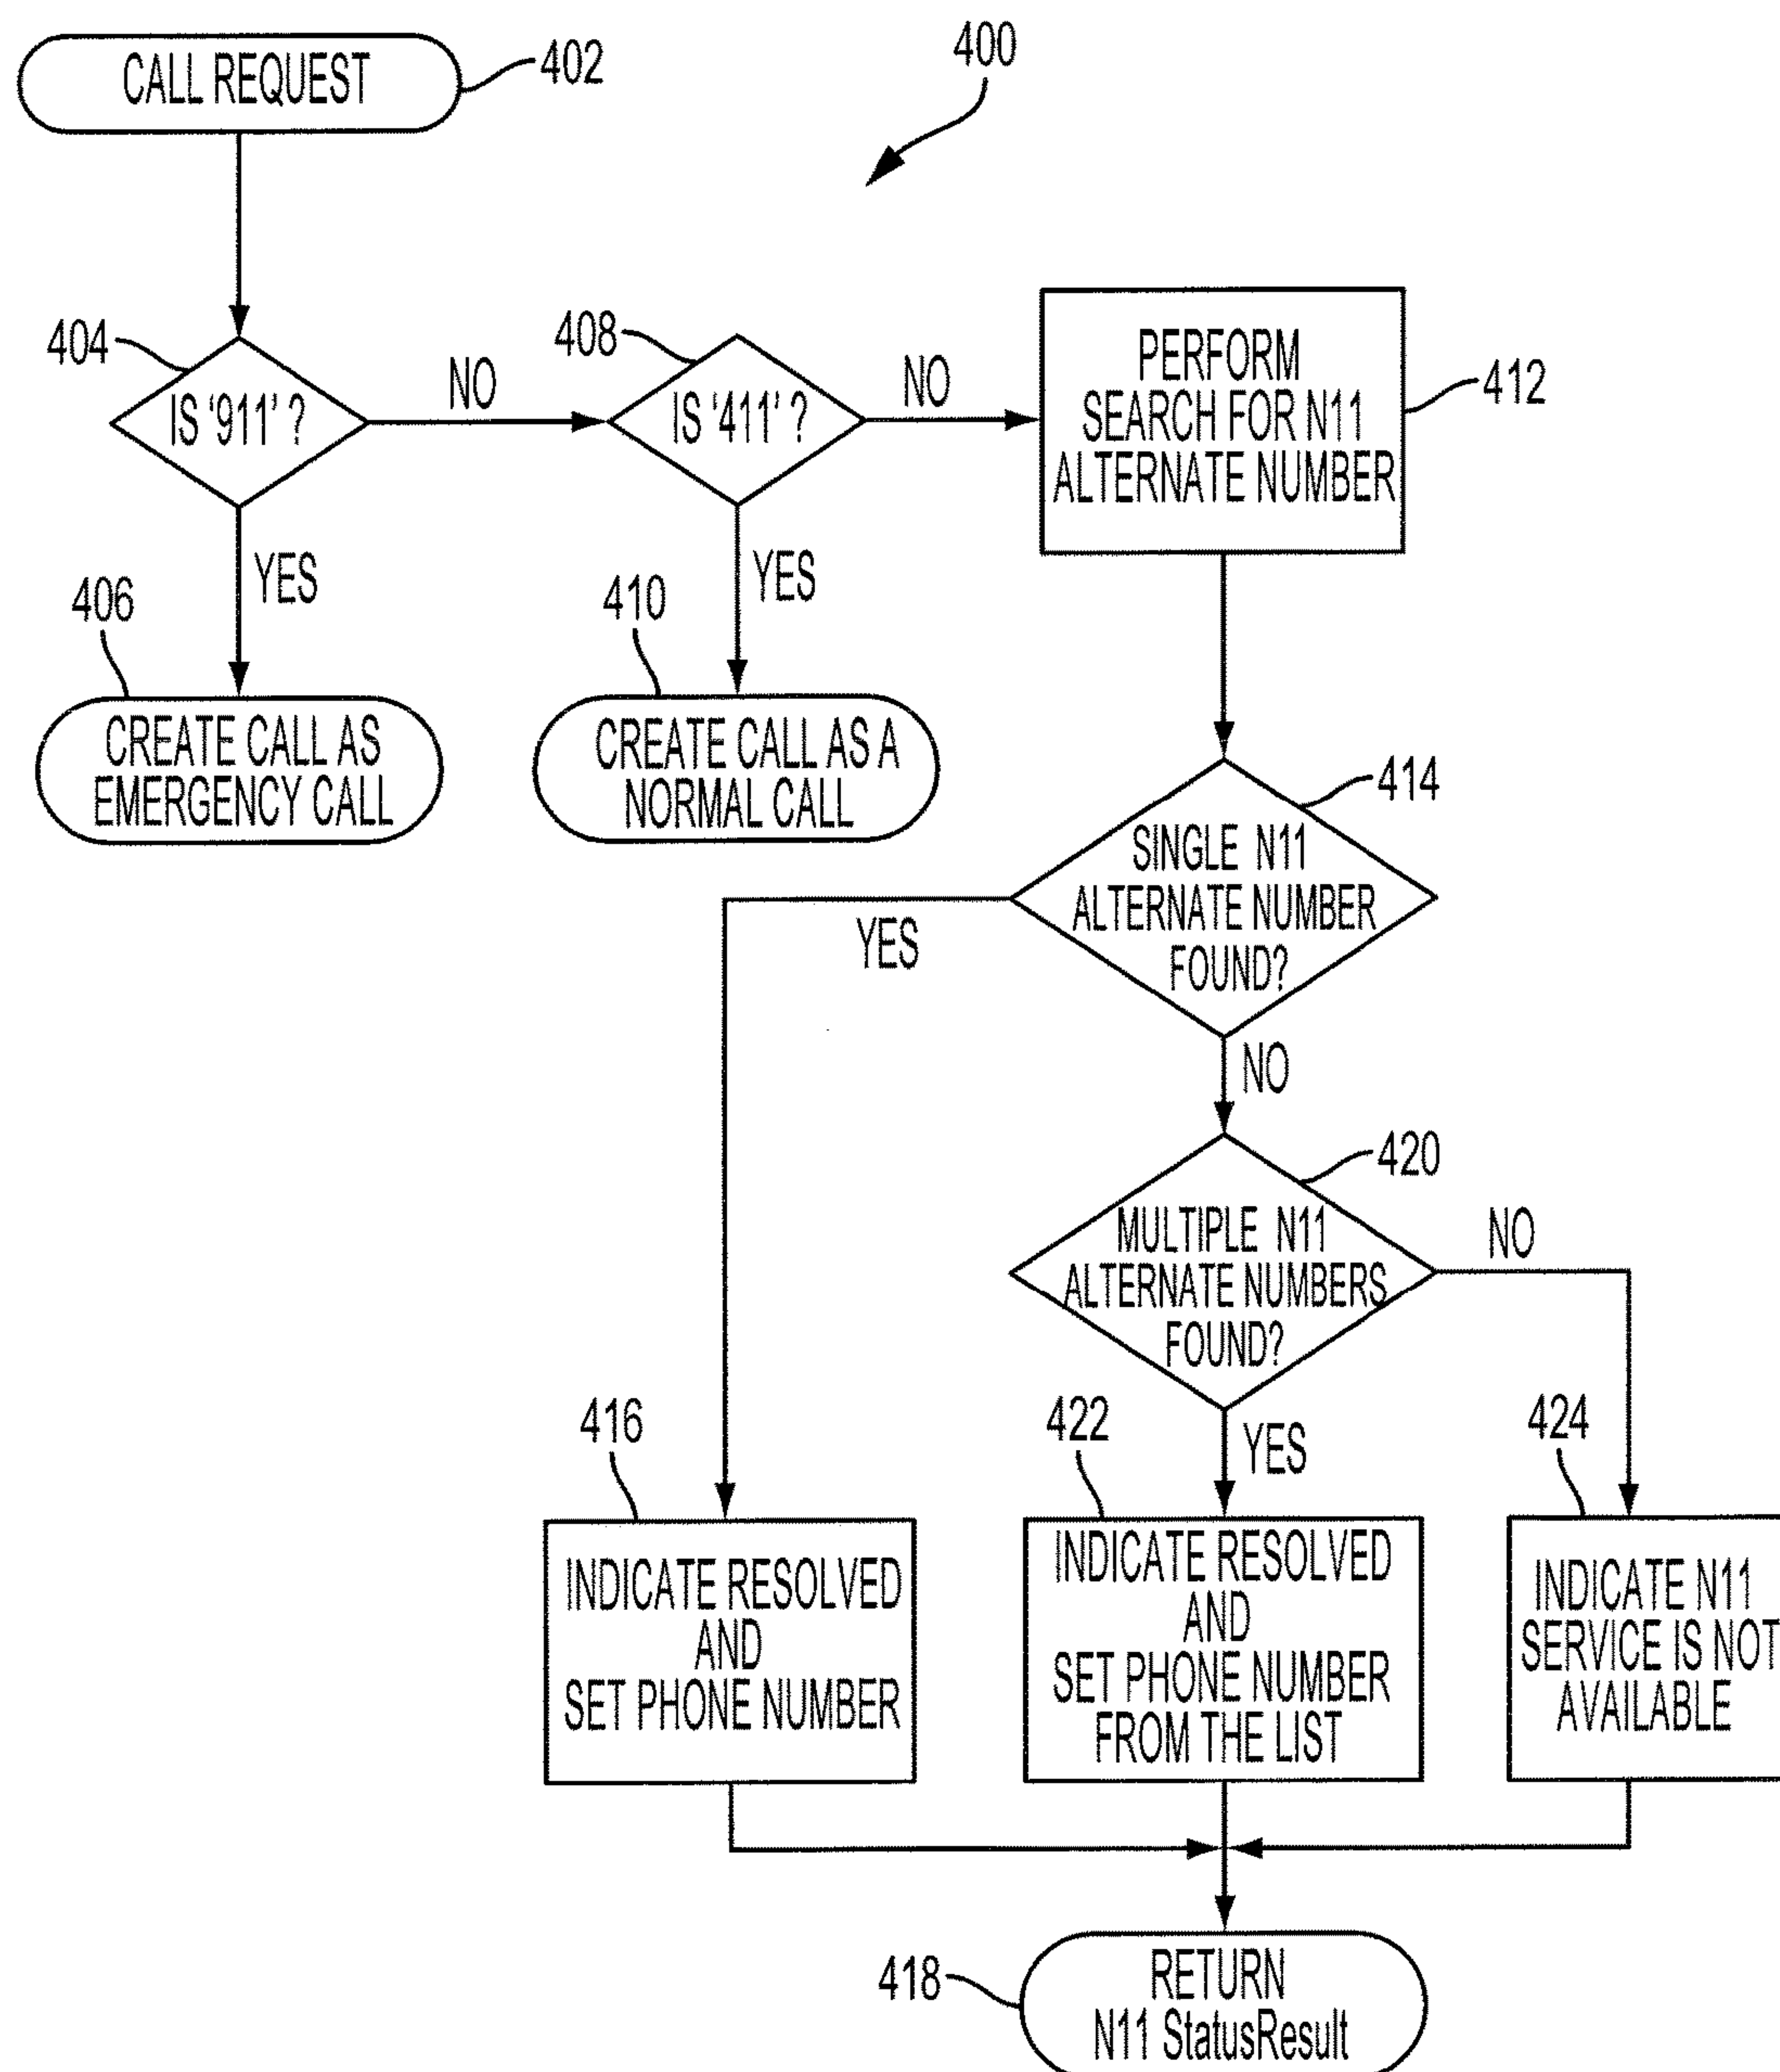 CALL REQUEST
402
400
404
IS '911' ?
NO
408
IS '411' ?
NO
PERFORM
SEARCH FOR N11
ALTERNATE NUMBER
412
YES
YES
406
410
CREATE CALL AS
EMERGENCY CALL
CREATE CALL AS A
NORMAL CALL
414
SINGLE N11
ALTERNATE NUMBER
FOUND?
YES
NO
420
MULTIPLE N11
ALTERNATE NUMBERS
FOUND?
NO
YES
416
422
424
INDICATE RESOLVED
AND
SET PHONE NUMBER
INDICATE RESOLVED
AND
SET PHONE NUMBER
FROM THE LIST
INDICATE N11
SERVICE IS NOT
AVAILABLE
418
RETURN
N11 StatusResult